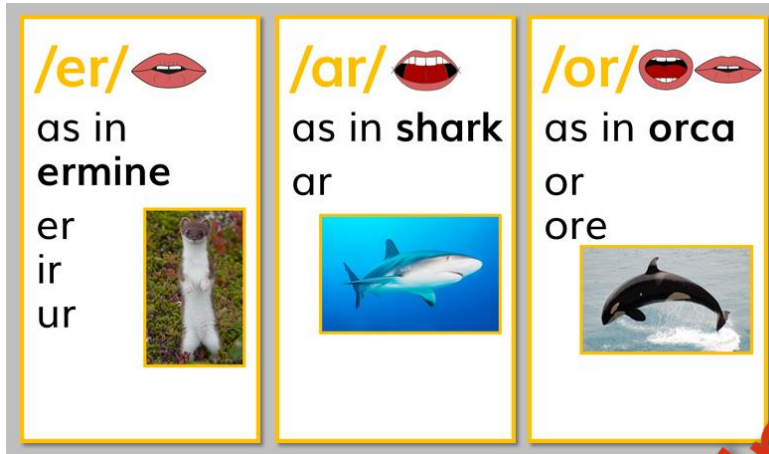 /er/
as in
ermine
er
ir
ur
/ar/
as in shark
ar
/or/
as in orca
or
ore